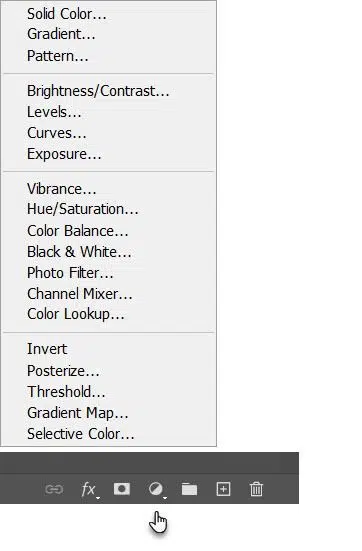 Solid Color...
Gradient...
Pattern...
Brightness/Contrast...
Levels...
Curves...
Exposure...
Vibrance...
Hue/Saturation...
Color Balance...
Black & White...
Photo Filter...
Channel Mixer...
Color Lookup...
Invert
Posterize...
Threshold...
Gradient Map...
Selective Color...
fx